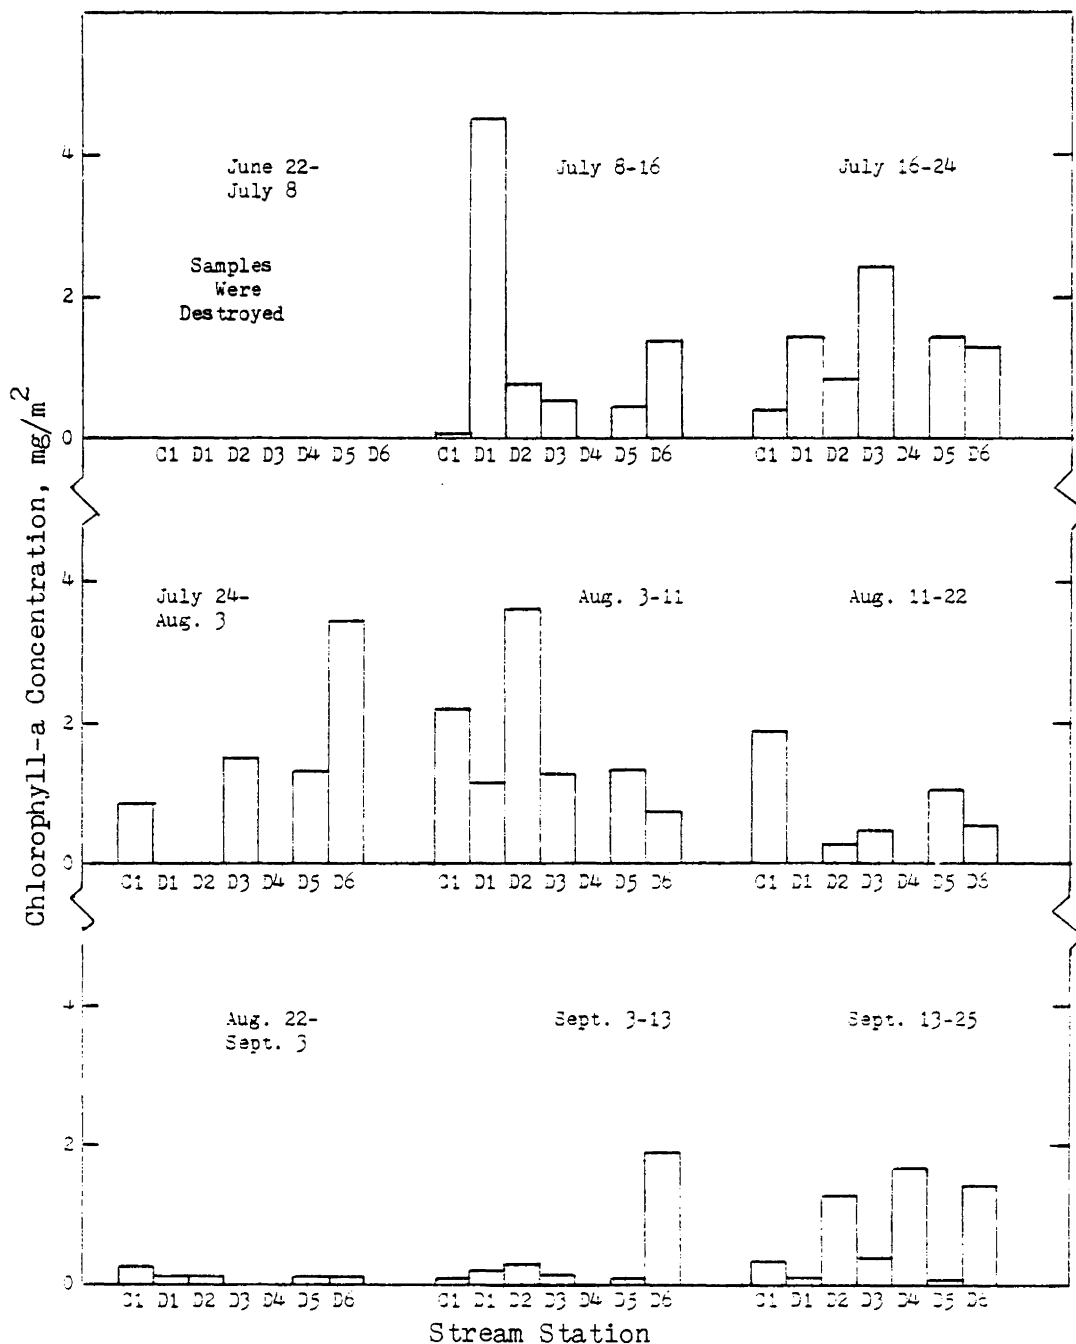 Chlorophyll-a Concentration, mg/m²
4
2
0
June 22-
July 8
Samples
Were
Destroyed
July 8-16
July 16-24
C1 D1 D2 D3 D4 D5 D6
C1 D1 D2 D3 D4 D5 D6
C1 D1 D2 D3 D4 D5 D6
4
2
0
July 24-
Aug. 3
Aug. 3-11
Aug. 11-22
C1 D1 D2 D3 D4 D5 D6
C1 D1 D2 D3 D4 D5 D6
C1 D1 D2 D3 D4 D5 D6
4
2
0
Aug. 22-
Sept. 3
Sept. 3-13
Sept. 13-25
C1 D1 D2 D3 D4 D5 D6
C1 D1 D2 D3 D4 D5 D6
C1 D1 D2 D3 D4 D5 D6
Stream Station